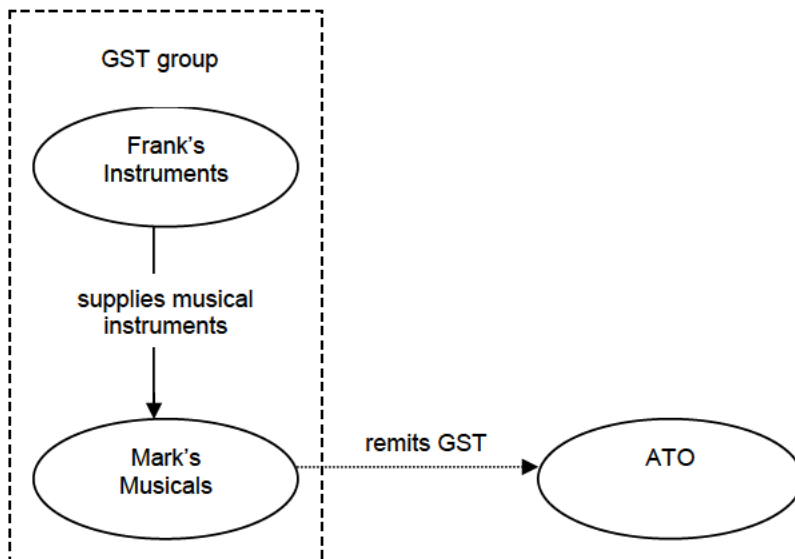 GST group
Frank's
Instruments
supplies musical
instruments
Mark's
Musicals
remits GST
ATO